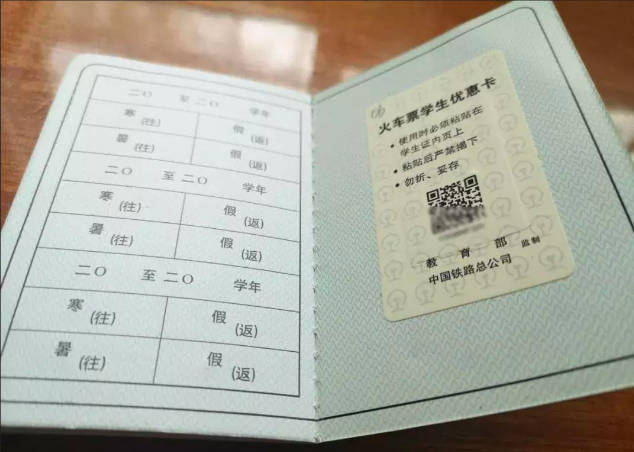 二〇 至 二〇 学年
寒 (往) 假 (返)
暑 (往) 假 (返)
二〇 至 二〇 学年
寒 (往) 假 (返)
暑 (往) 假 (返)
二〇 至 二〇 学年
寒 (往) 假 (返)
暑 (往) 假 (返)
火车票学生优惠卡
• 使用时必须粘贴在
学生证内页上
• 粘贴后严禁揭下
• 勿折、妥存
教 育 部 监制
中国铁路总公司